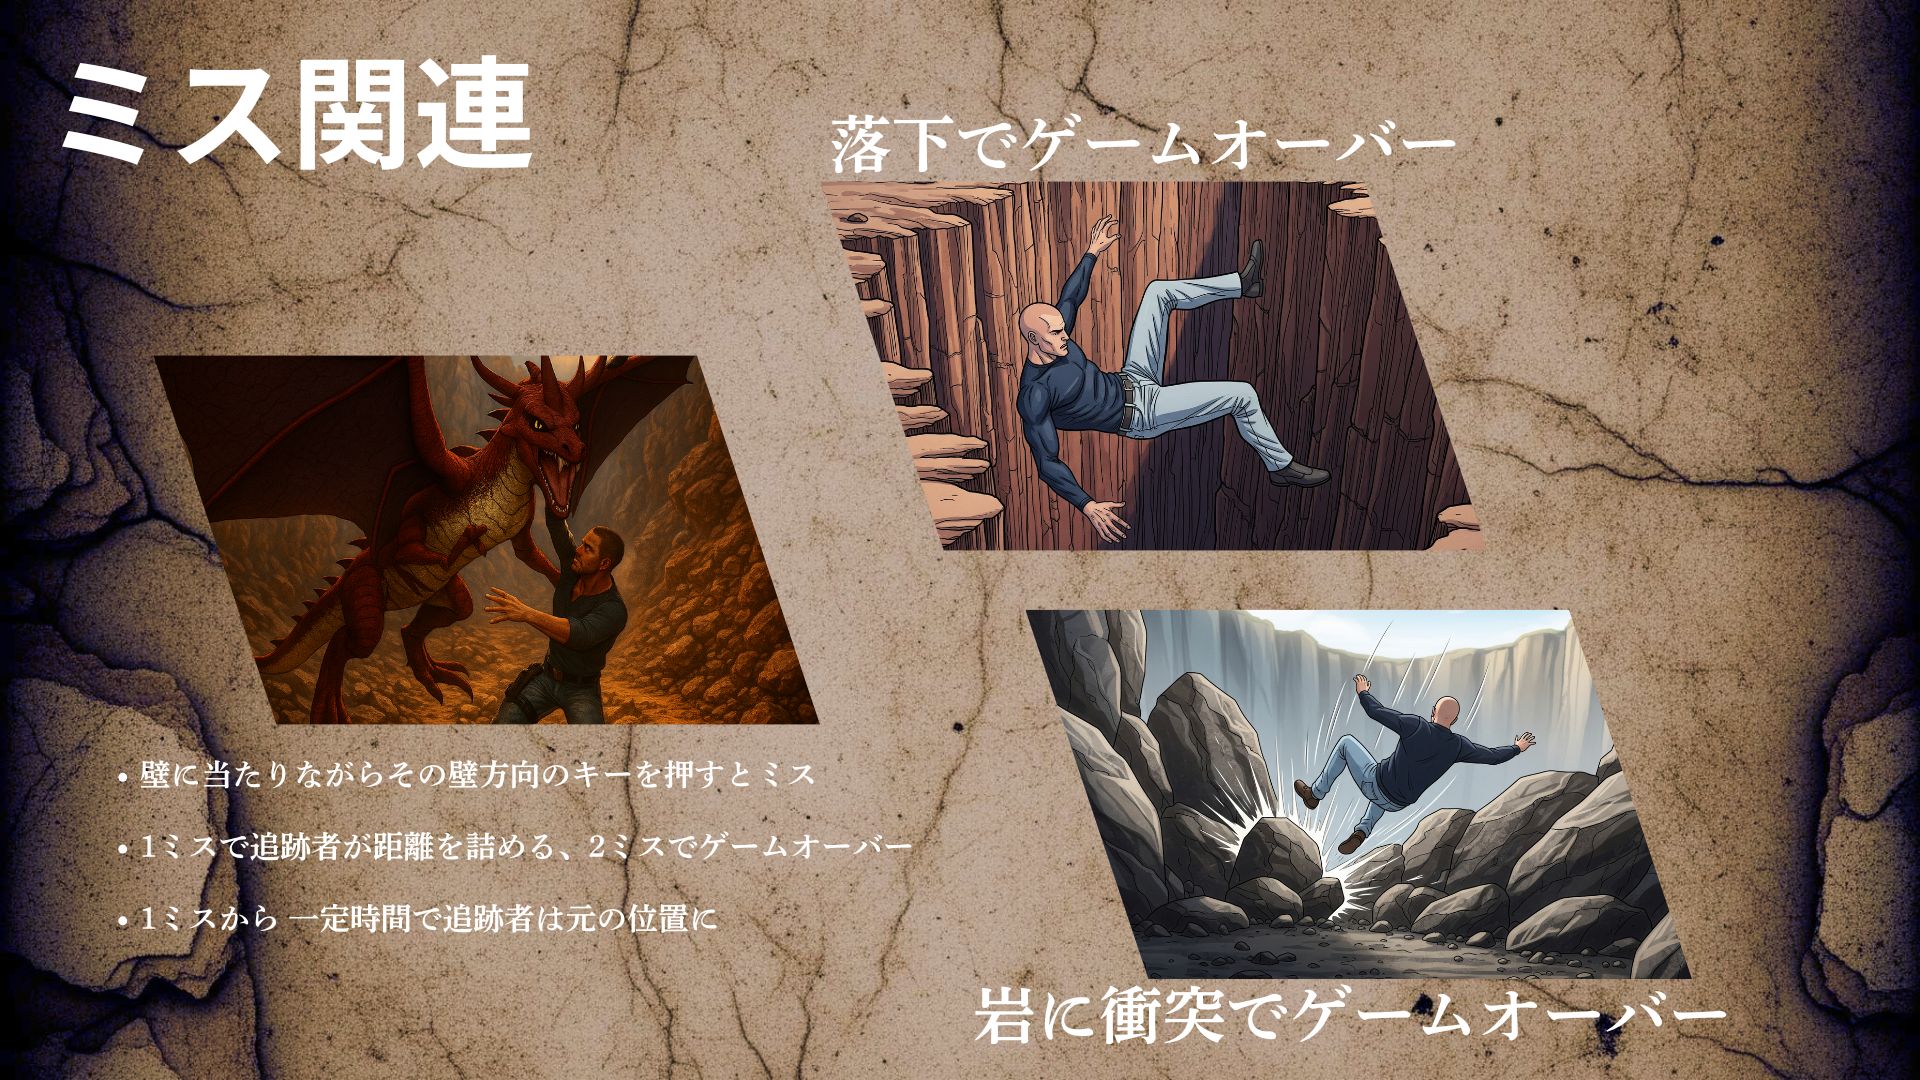 ミス関連
落下でゲームオーバー
• 壁に当たりながらその壁方向のキーを押すとミス
• 1ミスで追跡者が距離を詰める、2ミスでゲームオーバー
• 1ミスから 一定時間で追跡者は元の位置に
岩に衝突でゲームオーバー